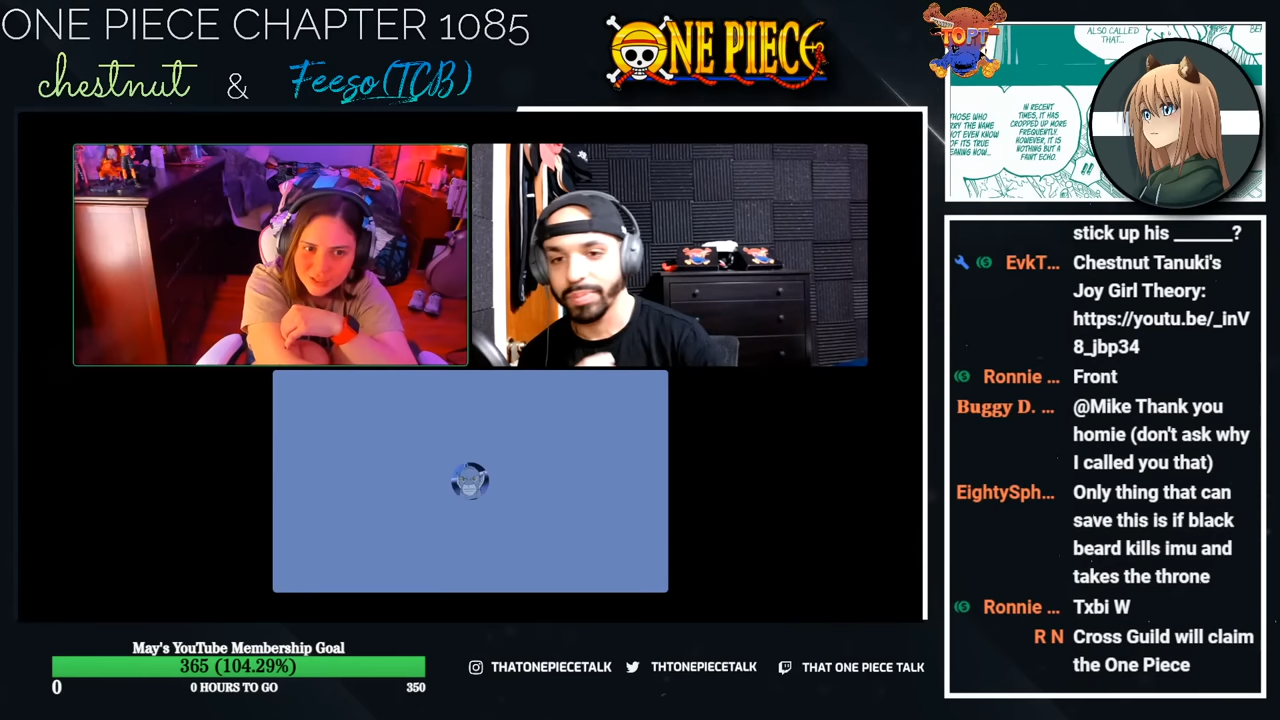 ONE PIECE CHAPTER 1085
chestnut & Feeso(TCB)
ONE PIECE
TOPT
ALSO CALLED
THAT...
IN RECENT
TIMES, IT HAS
CROPPED UP MORE
FREQUENTLY.
HOWEVER, IT IS
NOTHING BUT A
FAINT ECHO.
THOSE WHO
THE NAME
NOT EVEN KNOW
OF ITS TRUE
NOW...
!!
stick up his ______?
EvkT... Chestnut Tanuki's
Joy Girl Theory:
https://youtu.be/_inV
8_jbp34
Ronnie ... Front
Buggy D. ... @Mike Thank you
homie (don't ask why
I called you that)
EightySph... Only thing that can
save this is if black
beard kills imu and
takes the throne
Ronnie ... Txbi W
R N Cross Guild will claim
the One Piece
May's YouTube Membership Goal
365 (104.29%)
0 0 HOURS TO GO 350
THATONEPIECETALK THTONEPIECETALK THAT ONE PIECE TALK